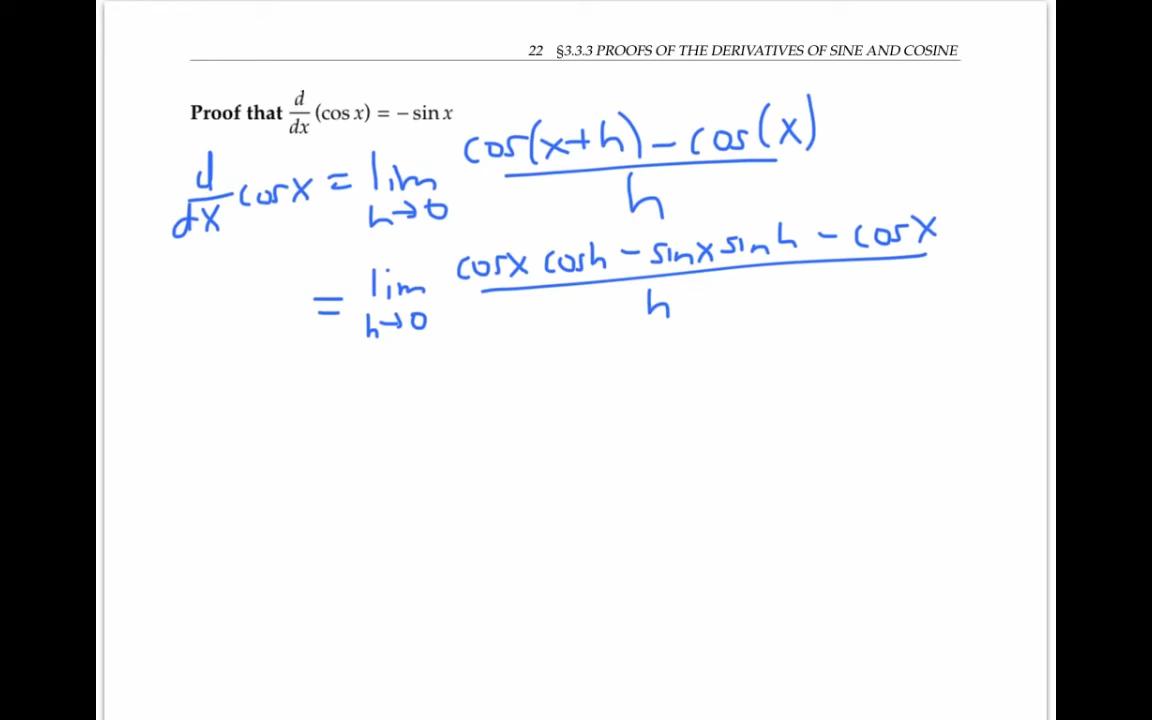 22 §3.3.3 PROOFS OF THE DERIVATIVES OF SINE AND COSINE
Proof that d/dx (cos x) = − sin x
d/dx cos x = lim h→0 (cos(x+h) − cos(x))/h
= lim h→0 (cos x cos h − sin x sin h − cos x)/h